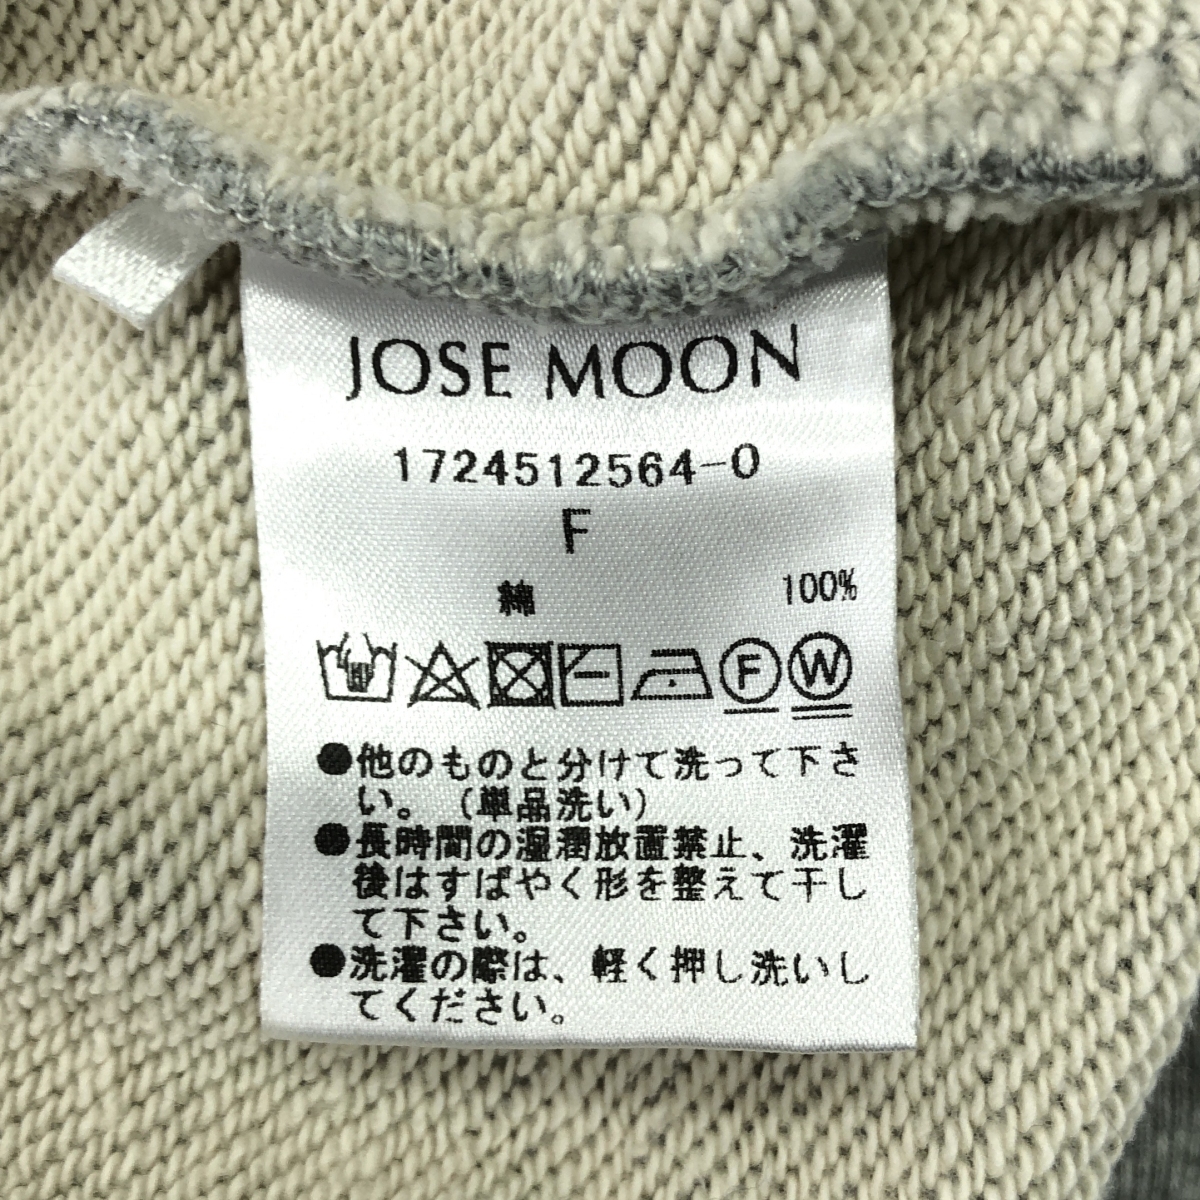 JOSE MOON
1724512564-0
F
綿 100%
F W
●他のものと分けて洗って下さ
い。（単品洗い）
●長時間の湿潤放置禁止、洗濯
後はすばやく形を整えて干し
て下さい。
●洗濯の際は、軽く押し洗いし
てください。